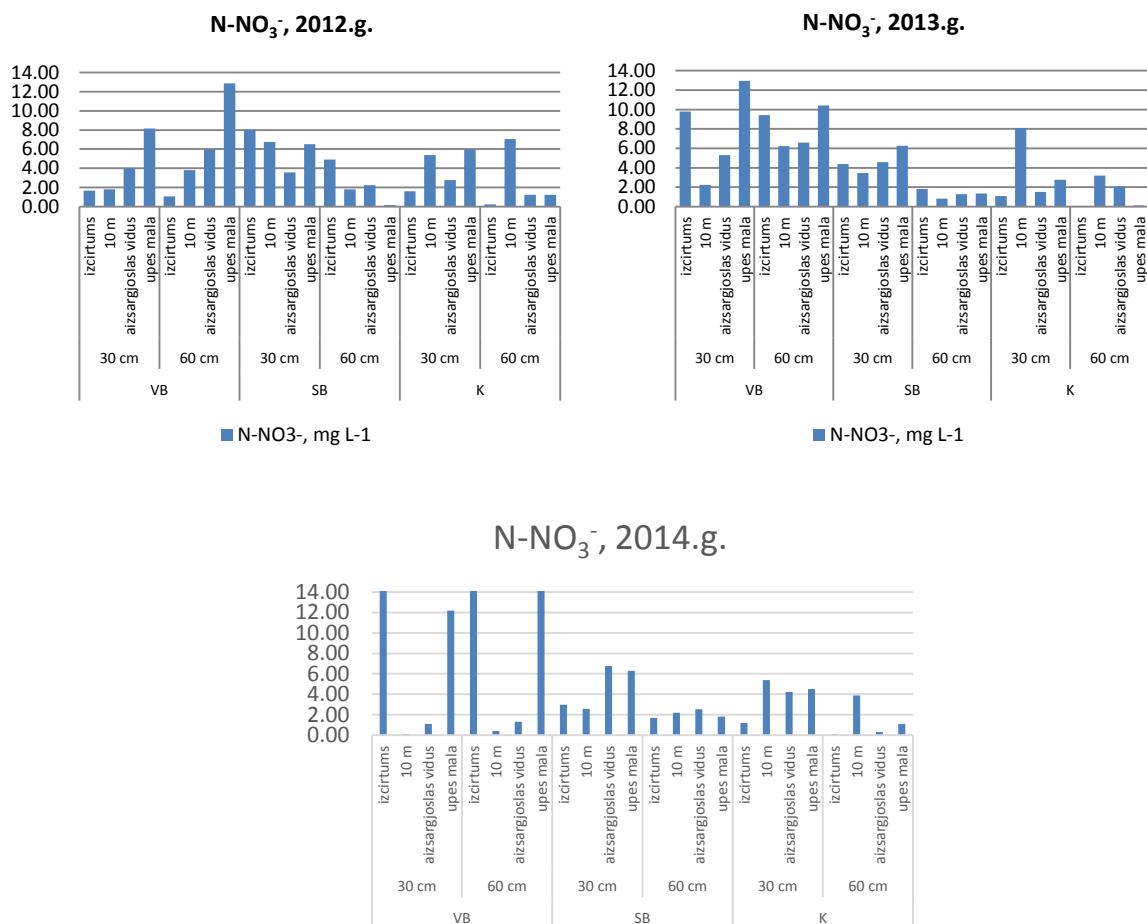 N-NO₃⁻, 2012.g.
14.00
12.00
10.00
8.00
6.00
4.00
2.00
0.00
izcirtums
10 m
aizsargjoslas vidus
upes mala
izcirtums
10 m
aizsargjoslas vidus
upes mala
izcirtums
10 m
aizsargjoslas vidus
upes mala
izcirtums
10 m
aizsargjoslas vidus
upes mala
izcirtums
10 m
aizsargjoslas vidus
upes mala
izcirtums
10 m
aizsargjoslas vidus
upes mala
30 cm 60 cm 30 cm 60 cm 30 cm 60 cm
VB SB K
N-NO3-, mg L-1
N-NO₃⁻, 2013.g.
14.00
12.00
10.00
8.00
6.00
4.00
2.00
0.00
izcirtums
10 m
aizsargjoslas vidus
upes mala
izcirtums
10 m
aizsargjoslas vidus
upes mala
izcirtums
10 m
aizsargjoslas vidus
upes mala
izcirtums
10 m
aizsargjoslas vidus
upes mala
izcirtums
10 m
aizsargjoslas vidus
upes mala
izcirtums
10 m
aizsargjoslas vidus
upes mala
30 cm 60 cm 30 cm 60 cm 30 cm 60 cm
VB SB K
N-NO3-, mg L-1
N-NO₃⁻, 2014.g.
14.00
12.00
10.00
8.00
6.00
4.00
2.00
0.00
izcirtums
10 m
aizsargjoslas vidus
upes mala
izcirtums
10 m
aizsargjoslas vidus
upes mala
izcirtums
10 m
aizsargjoslas vidus
upes mala
izcirtums
10 m
aizsargjoslas vidus
upes mala
izcirtums
10 m
aizsargjoslas vidus
upes mala
izcirtums
10 m
aizsargjoslas vidus
upes mala
30 cm 60 cm 30 cm 60 cm 30 cm 60 cm
VB SB K